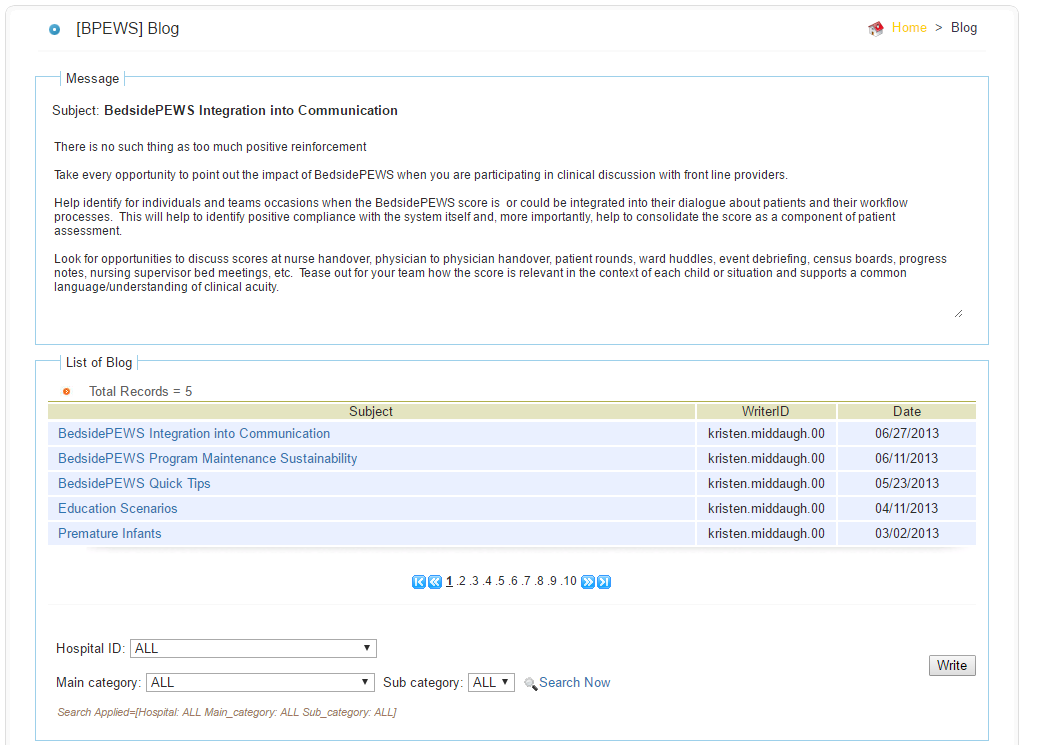 [BPEWS] Blog
Home > Blog
Message
Subject: BedsidePEWS Integration into Communication
There is no such thing as too much positive reinforcement
Take every opportunity to point out the impact of BedsidePEWS when you are participating in clinical discussion with front line providers.
Help identify for individuals and teams occasions when the BedsidePEWS score is  or could be integrated into their dialogue about patients and their workflow
processes.  This will help to identify positive compliance with the system itself and, more importantly, help to consolidate the score as a component of patient
assessment.
Look for opportunities to discuss scores at nurse handover, physician to physician handover, patient rounds, ward huddles, event debriefing, census boards, progress
notes, nursing supervisor bed meetings, etc.  Tease out for your team how the score is relevant in the context of each child or situation and supports a common
language/understanding of clinical acuity.
List of Blog
Total Records = 5
Subject WriterID Date
BedsidePEWS Integration into Communication kristen.middaugh.00 06/27/2013
BedsidePEWS Program Maintenance Sustainability kristen.middaugh.00 06/11/2013
BedsidePEWS Quick Tips kristen.middaugh.00 05/23/2013
Education Scenarios kristen.middaugh.00 04/11/2013
Premature Infants kristen.middaugh.00 03/02/2013
1 .2 .3 .4 .5 .6 .7 .8 .9 .10
Hospital ID: ALL
Write
Main category: ALL Sub category: ALL Search Now
Search Applied=[Hospital: ALL Main_category: ALL Sub_category: ALL]